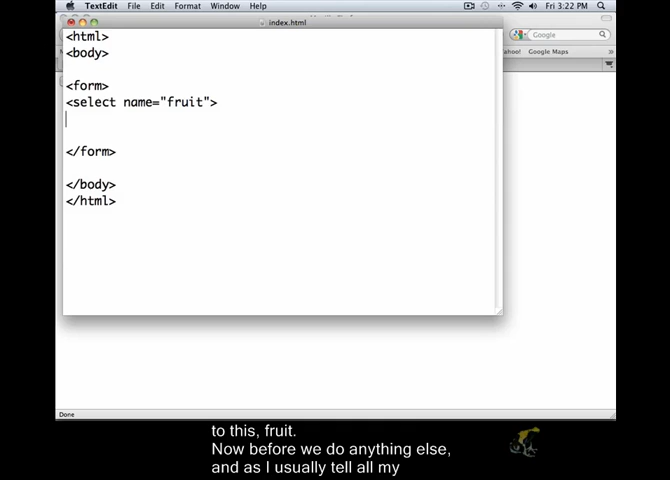 TextEdit File Edit Format Window Help Fri 3:22 PM
index.html
Google
ahoo! Google Maps
<html>
<body>
<form>
<select name="fruit">
</form>
</body>
</html>
Done
to this, fruit.
Now before we do anything else,
and as I usually tell all my